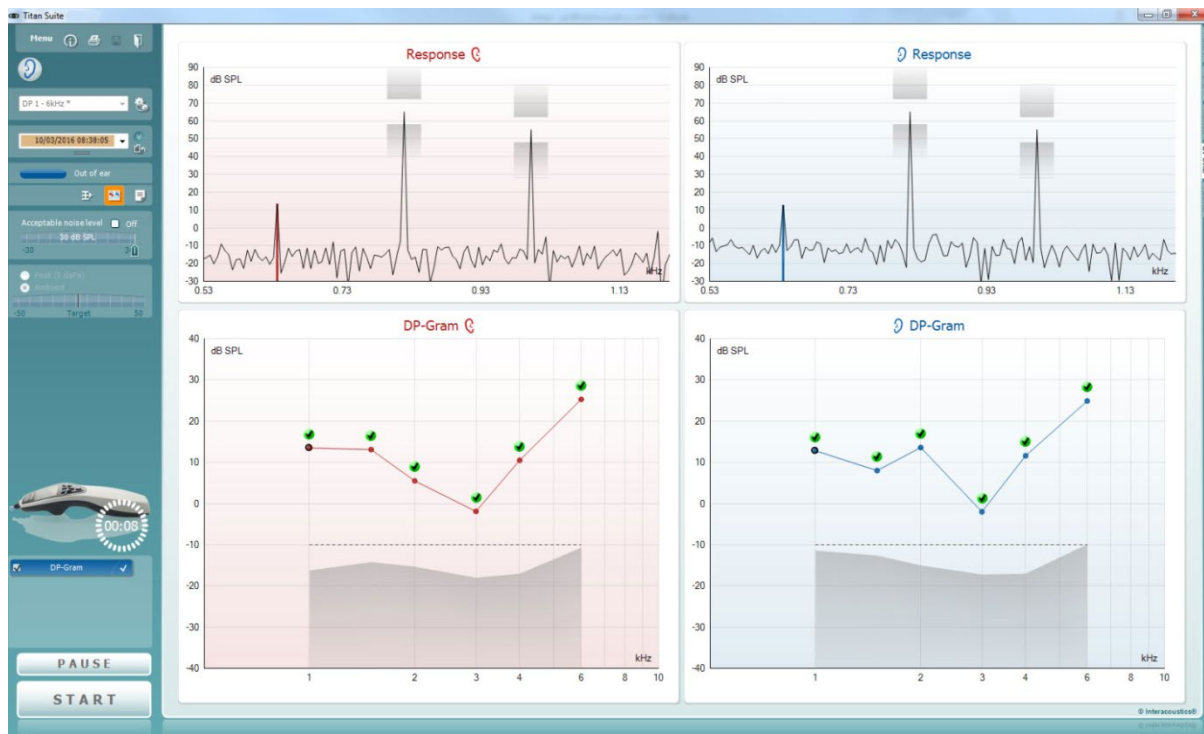 Titan Suite
Menu
DP 1 - 6kHz *
10/03/2016 08:38:05
Out of ear
Acceptable noise level Off
30 dB SPL
-30
Ambient
-50 Target 50
00:08
DP-Gram
PAUSE
START
Response
dB SPL
90
80
70
60
50
40
30
20
10
0
-10
-20
-30
kHz
0.53 0.73 0.93 1.13
Response
dB SPL
90
80
70
60
50
40
30
20
10
0
-10
-20
-30
kHz
0.53 0.73 0.93 1.13
DP-Gram
dB SPL
40
30
20
10
0
-10
-20
-30
-40
kHz
1 2 3 4 6 8 10
DP-Gram
dB SPL
40
30
20
10
0
-10
-20
-30
-40
kHz
1 2 3 4 6 8 10
© Interacoustics®